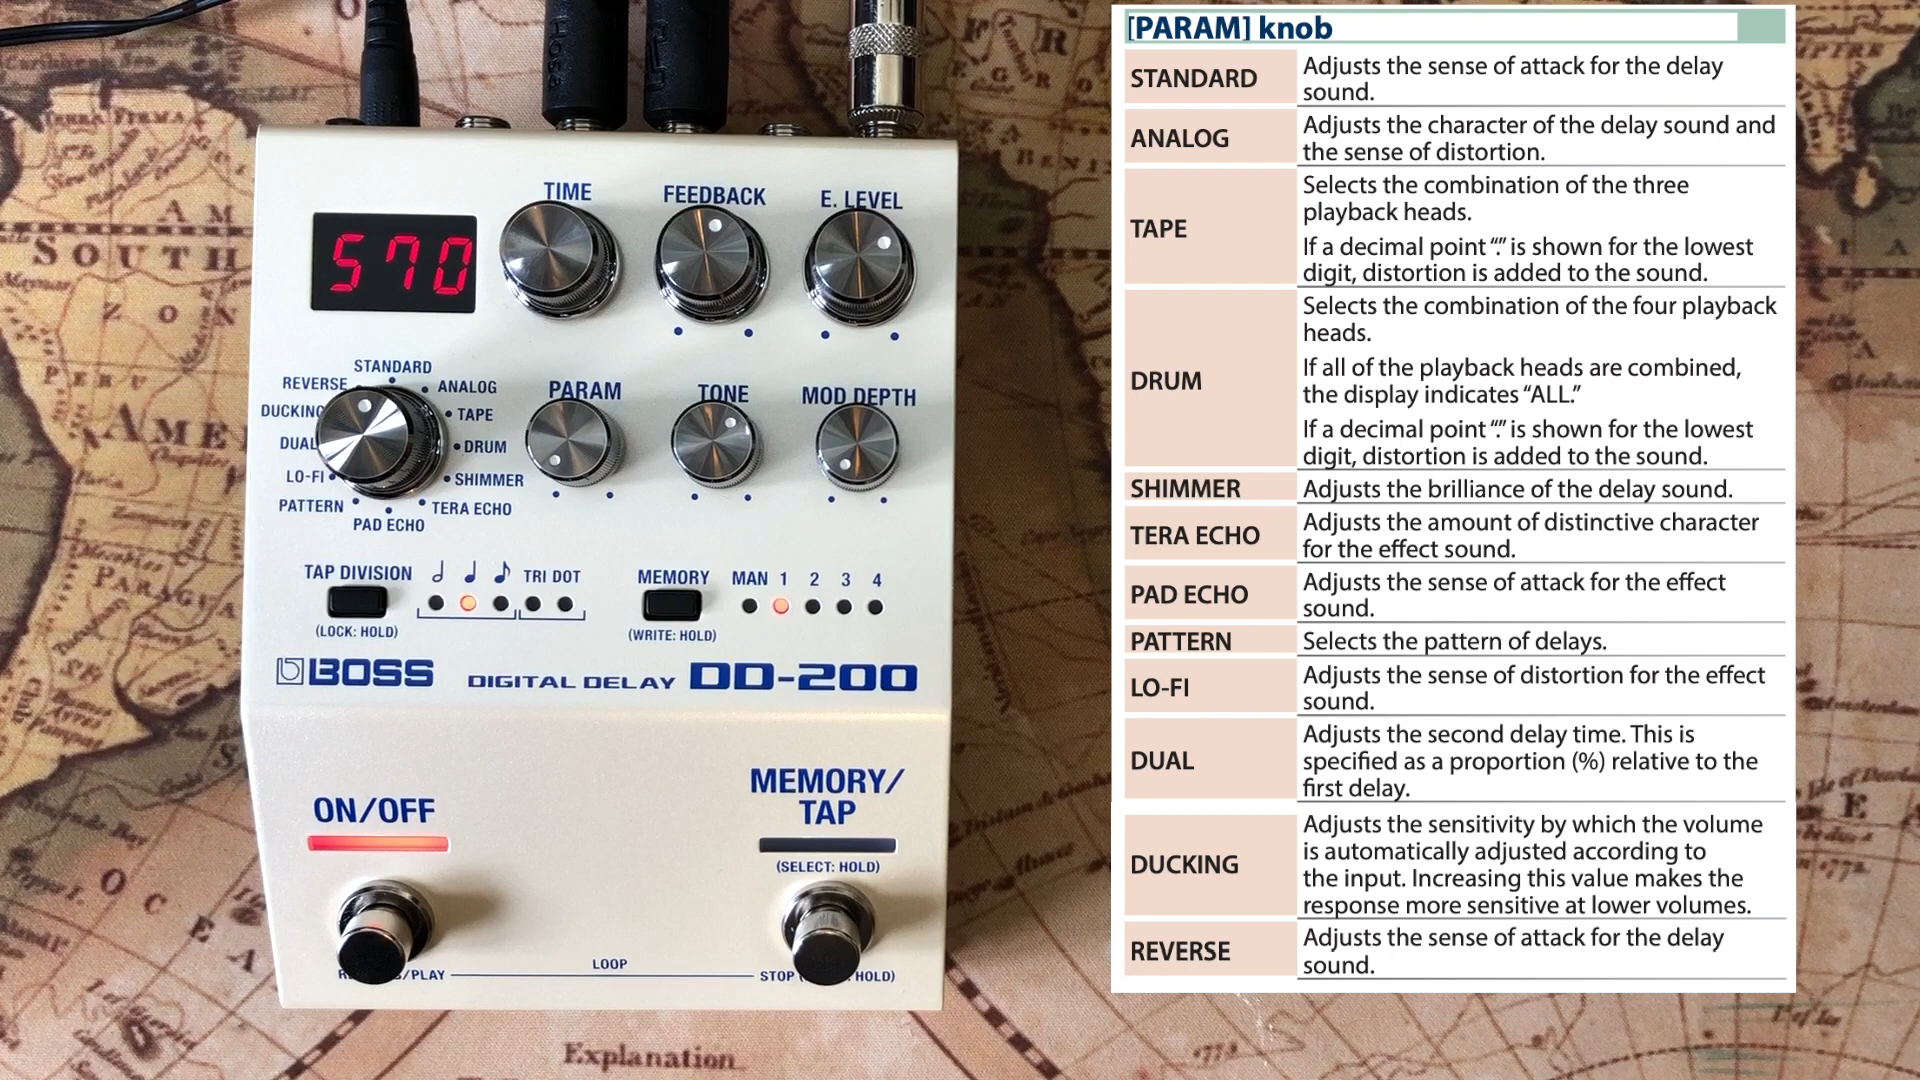 570
TIME
FEEDBACK
E. LEVEL
STANDARD
REVERSE
ANALOG
DUCKING
TAPE
DUAL
DRUM
LO-FI
SHIMMER
PATTERN
TERA ECHO
PAD ECHO
PARAM
TONE
MOD DEPTH
TAP DIVISION
TRI DOT
(LOCK: HOLD)
MEMORY
MAN 1 2 3 4
(WRITE: HOLD)
BOSS
DIGITAL DELAY DD-200
ON/OFF
MEMORY/
TAP
(SELECT: HOLD)
/PLAY
LOOP
STOP
HOLD)
Hosa
SOUTH
AME
PERU
PARAGUA
OCEA
Explanation
[PARAM] knob
STANDARD
Adjusts the sense of attack for the delay
sound.
ANALOG
Adjusts the character of the delay sound and
the sense of distortion.
TAPE
Selects the combination of the three
playback heads.
If a decimal point “.” is shown for the lowest
digit, distortion is added to the sound.
DRUM
Selects the combination of the four playback
heads.
If all of the playback heads are combined,
the display indicates “ALL.”
If a decimal point “.” is shown for the lowest
digit, distortion is added to the sound.
SHIMMER
Adjusts the brilliance of the delay sound.
TERA ECHO
Adjusts the amount of distinctive character
for the effect sound.
PAD ECHO
Adjusts the sense of attack for the effect
sound.
PATTERN
Selects the pattern of delays.
LO-FI
Adjusts the sense of distortion for the effect
sound.
DUAL
Adjusts the second delay time. This is
specified as a proportion (%) relative to the
first delay.
DUCKING
Adjusts the sensitivity by which the volume
is automatically adjusted according to
the input. Increasing this value makes the
response more sensitive at lower volumes.
REVERSE
Adjusts the sense of attack for the delay
sound.